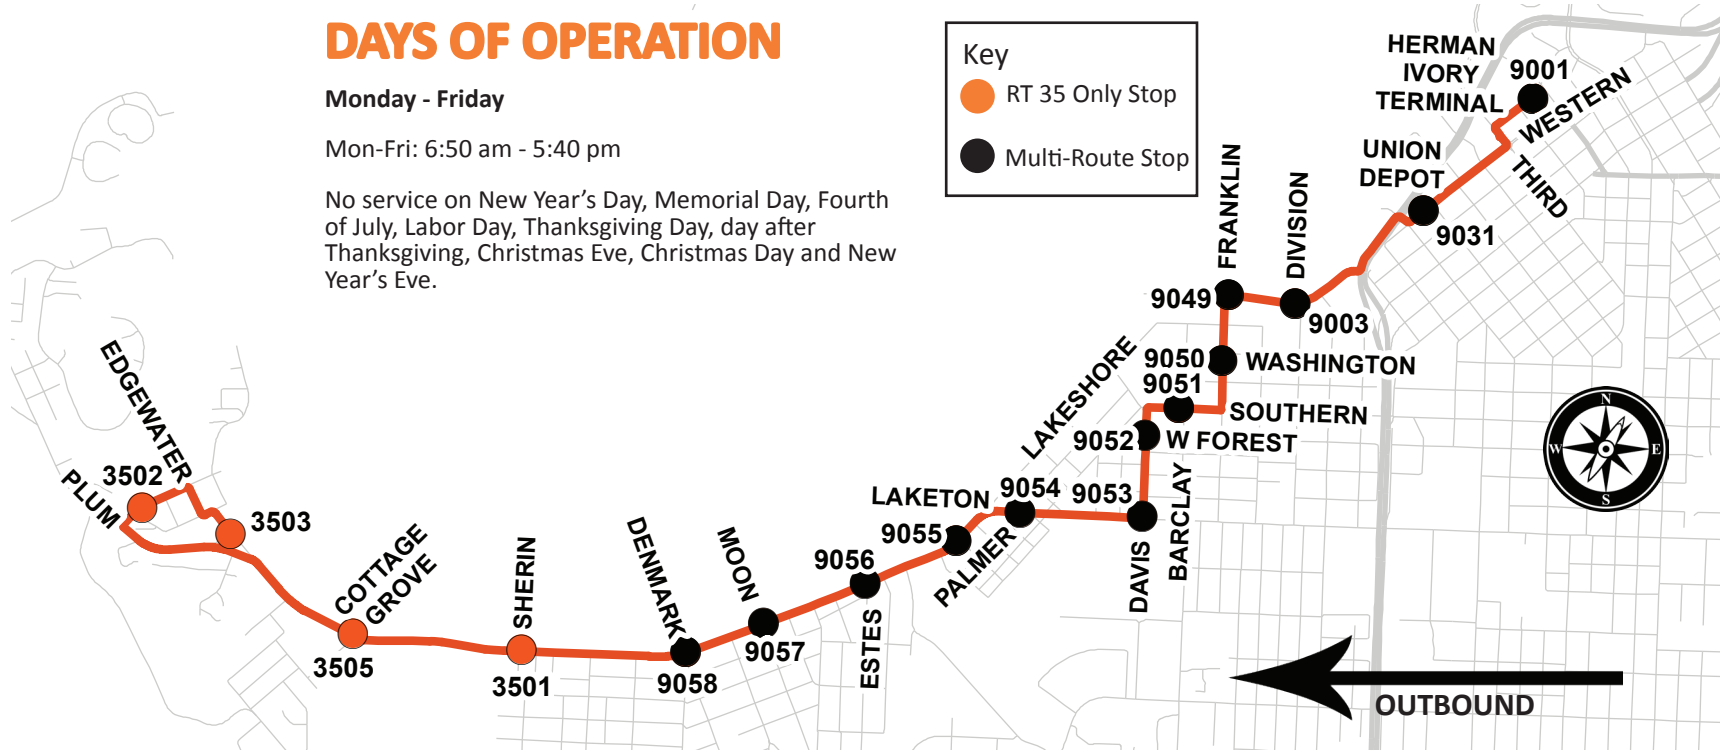 DAYS OF OPERATION
Monday - Friday
Mon-Fri: 6:50 am - 5:40 pm
No service on New Year’s Day, Memorial Day, Fourth
of July, Labor Day, Thanksgiving Day, day after
Thanksgiving, Christmas Eve, Christmas Day and New
Year’s Eve.
Key
RT 35 Only Stop
Multi-Route Stop
HERMAN
IVORY
TERMINAL
9001
WESTERN
THIRD
UNION
DEPOT
9031
FRANKLIN
DIVISION
9049
9003
LAKESHORE
9050
WASHINGTON
9051
SOUTHERN
9052
W FOREST
BARCLAY
9053
DAVIS
9054
LAKETON
9055
PALMER
9056
ESTES
MOON
9057
DENMARK
9058
SHERIN
3501
COTTAGE
GROVE
3505
EDGEWATER
3502
PLUM
3503
N
W
E
S
OUTBOUND